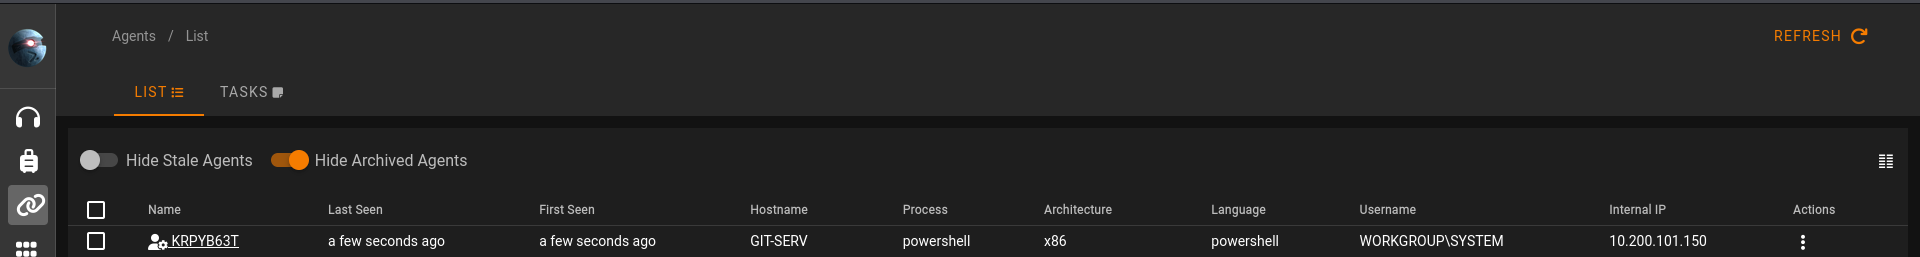 Agents / List
REFRESH
LIST TASKS
Hide Stale Agents Hide Archived Agents
Name Last Seen First Seen Hostname Process Architecture Language Username Internal IP Actions
KRPYB63T a few seconds ago a few seconds ago GIT-SERV powershell x86 powershell WORKGROUP\SYSTEM 10.200.101.150